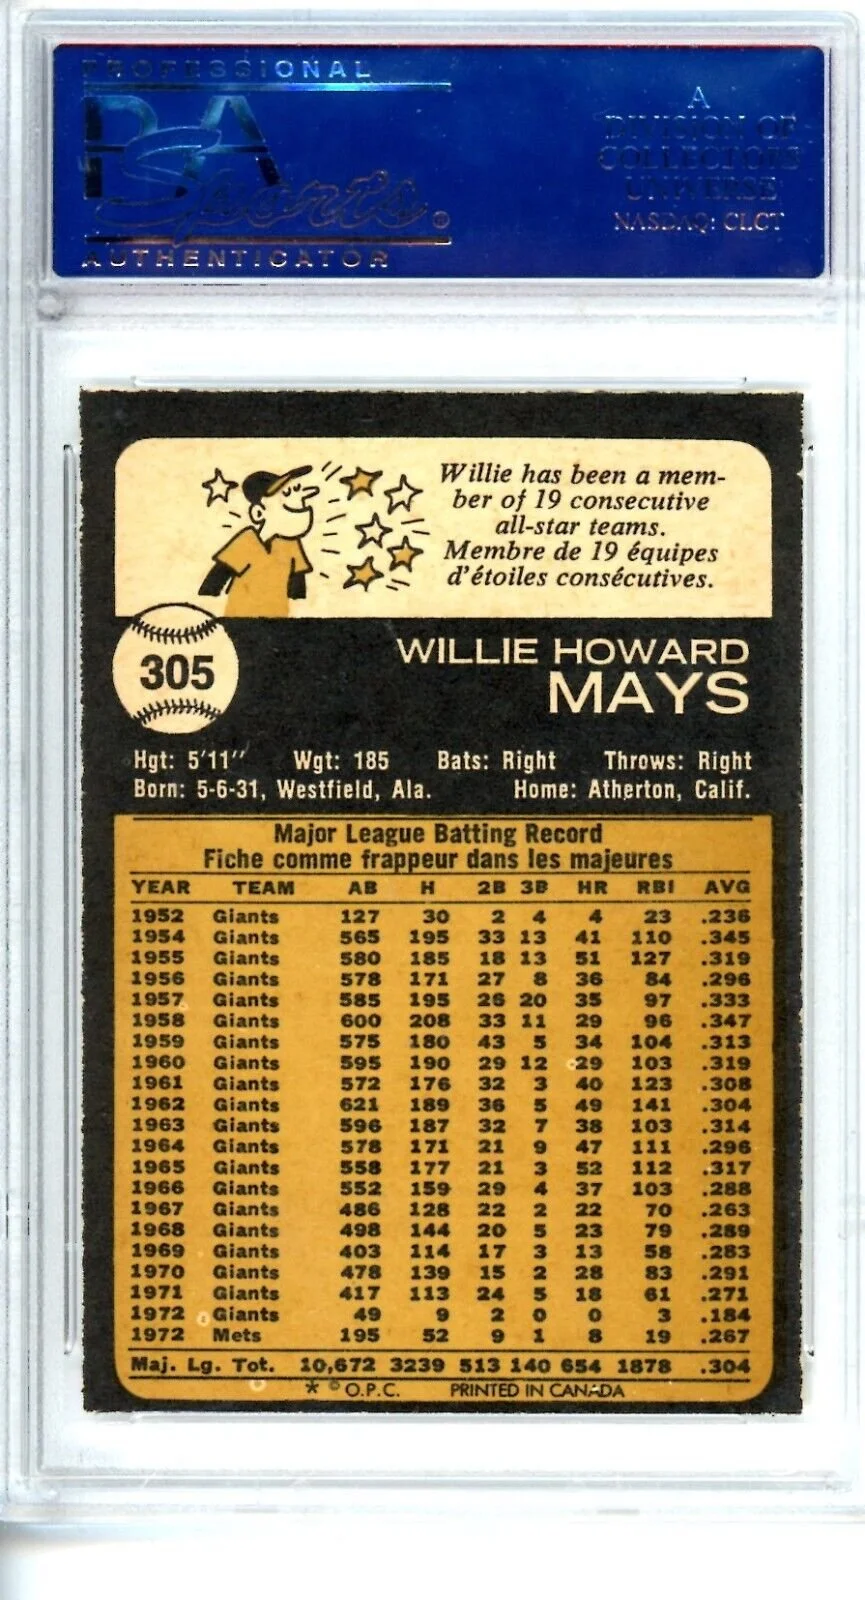 PROFESSIONAL
PSA
Sports®
AUTHENTICATOR
A
DIVISION OF
COLLECTORS
UNIVERSE
NASDAQ: CLCT
Willie has been a mem-
ber of 19 consecutive
all-star teams.
Membre de 19 équipes
d'étoiles consécutives.
305
WILLIE HOWARD
MAYS
Hgt: 5'11" Wgt: 185 Bats: Right Throws: Right
Born: 5-6-31, Westfield, Ala. Home: Atherton, Calif.
Major League Batting Record
Fiche comme frappeur dans les majeures
YEAR TEAM AB H 2B 3B HR RBI AVG
1952 Giants 127 30 2 4 4 23 .236
1954 Giants 565 195 33 13 41 110 .345
1955 Giants 580 185 18 13 51 127 .319
1956 Giants 578 171 27 8 36 84 .296
1957 Giants 585 195 26 20 35 97 .333
1958 Giants 600 208 33 11 29 96 .347
1959 Giants 575 180 43 5 34 104 .313
1960 Giants 595 190 29 12 29 103 .319
1961 Giants 572 176 32 3 40 123 .308
1962 Giants 621 189 36 5 49 141 .304
1963 Giants 596 187 32 7 38 103 .314
1964 Giants 578 171 21 9 47 111 .296
1965 Giants 558 177 21 3 52 112 .317
1966 Giants 552 159 29 4 37 103 .288
1967 Giants 486 128 22 2 22 70 .263
1968 Giants 498 144 20 5 23 79 .289
1969 Giants 403 114 17 3 13 58 .283
1970 Giants 478 139 15 2 28 83 .291
1971 Giants 417 113 24 5 18 61 .271
1972 Giants 49 9 2 0 0 3 .184
1972 Mets 195 52 9 1 8 19 .267
Maj. Lg. Tot. 10,672 3239 513 140 654 1878 .304
* © O.P.C. PRINTED IN CANADA